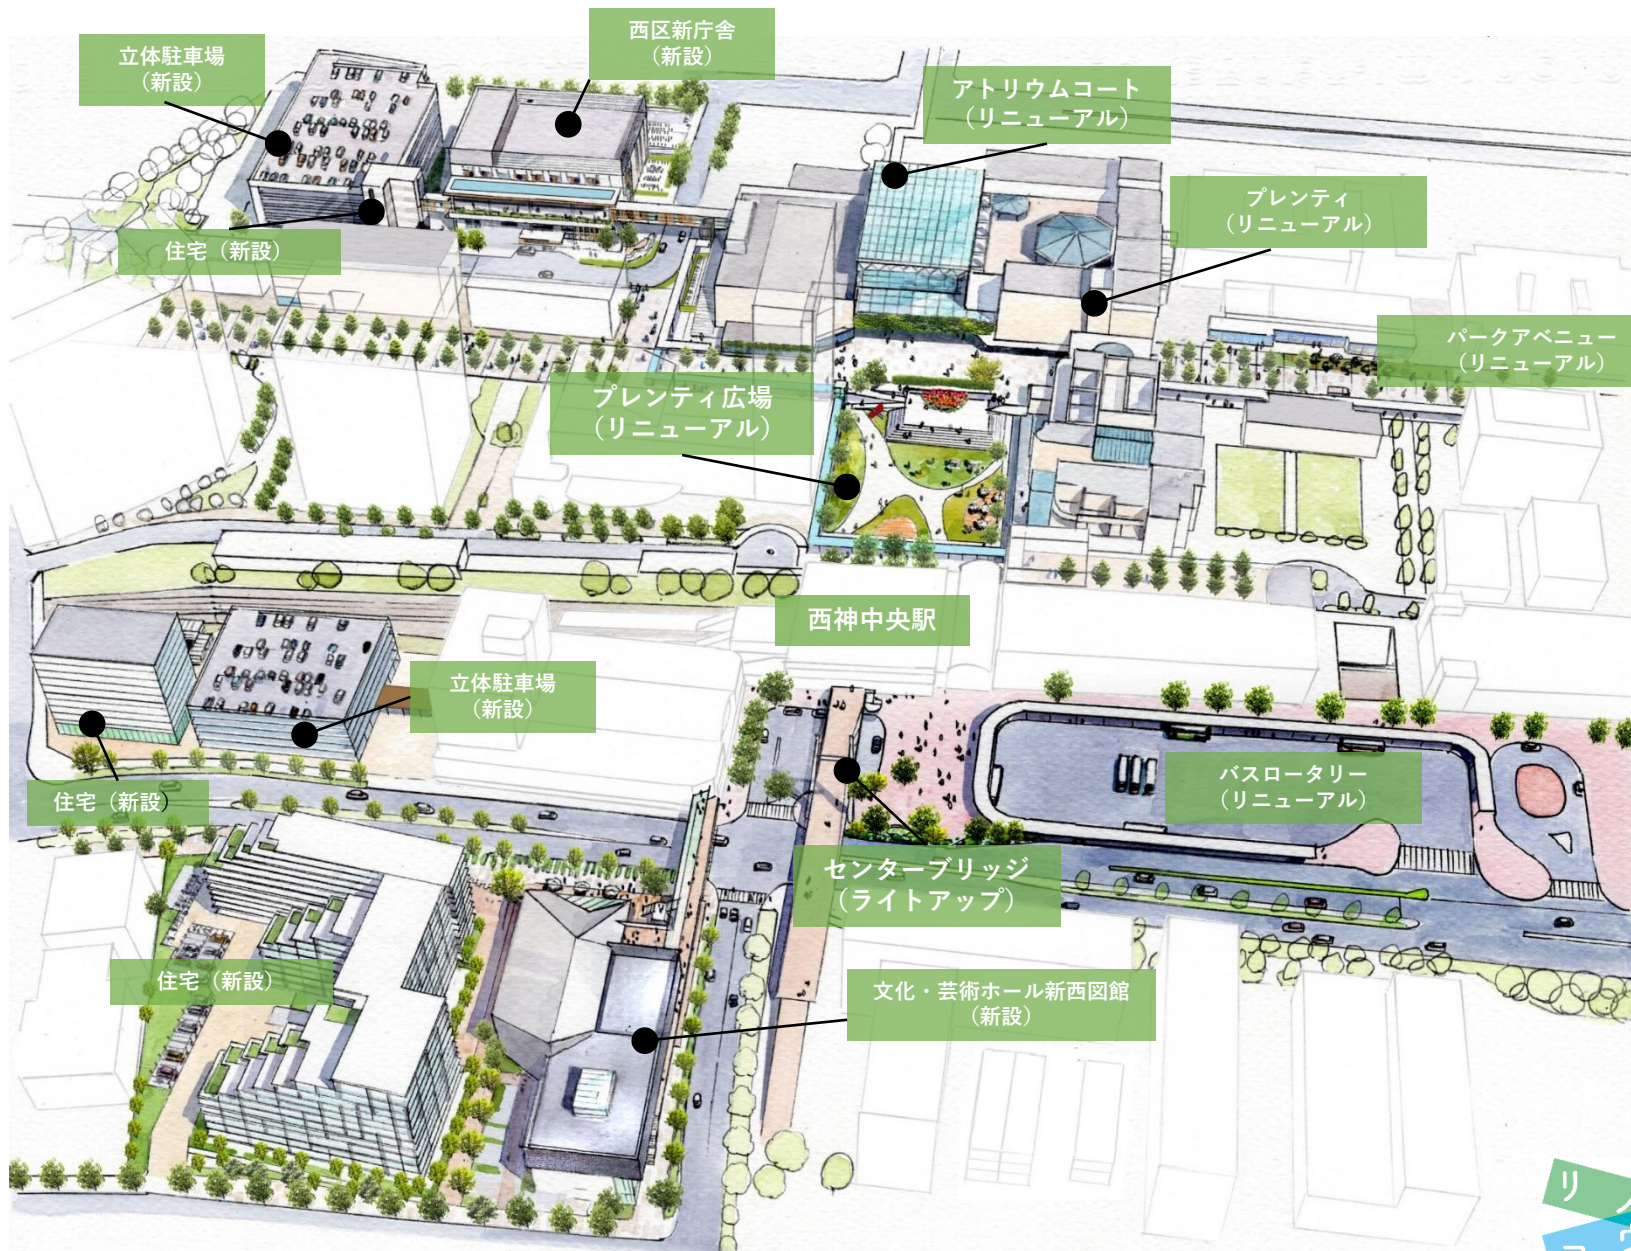 西区新庁舎
（新設）
立体駐車場
（新設）
アトリウムコート
（リニューアル）
プレンティ
（リニューアル）
住宅（新設）
パークアベニュー
（リニューアル）
プレンティ広場
（リニューアル）
西神中央駅
立体駐車場
（新設）
バスロータリー
（リニューアル）
住宅（新設）
センターブリッジ
（ライトアップ）
住宅（新設）
文化・芸術ホール新西図館
（新設）
リ